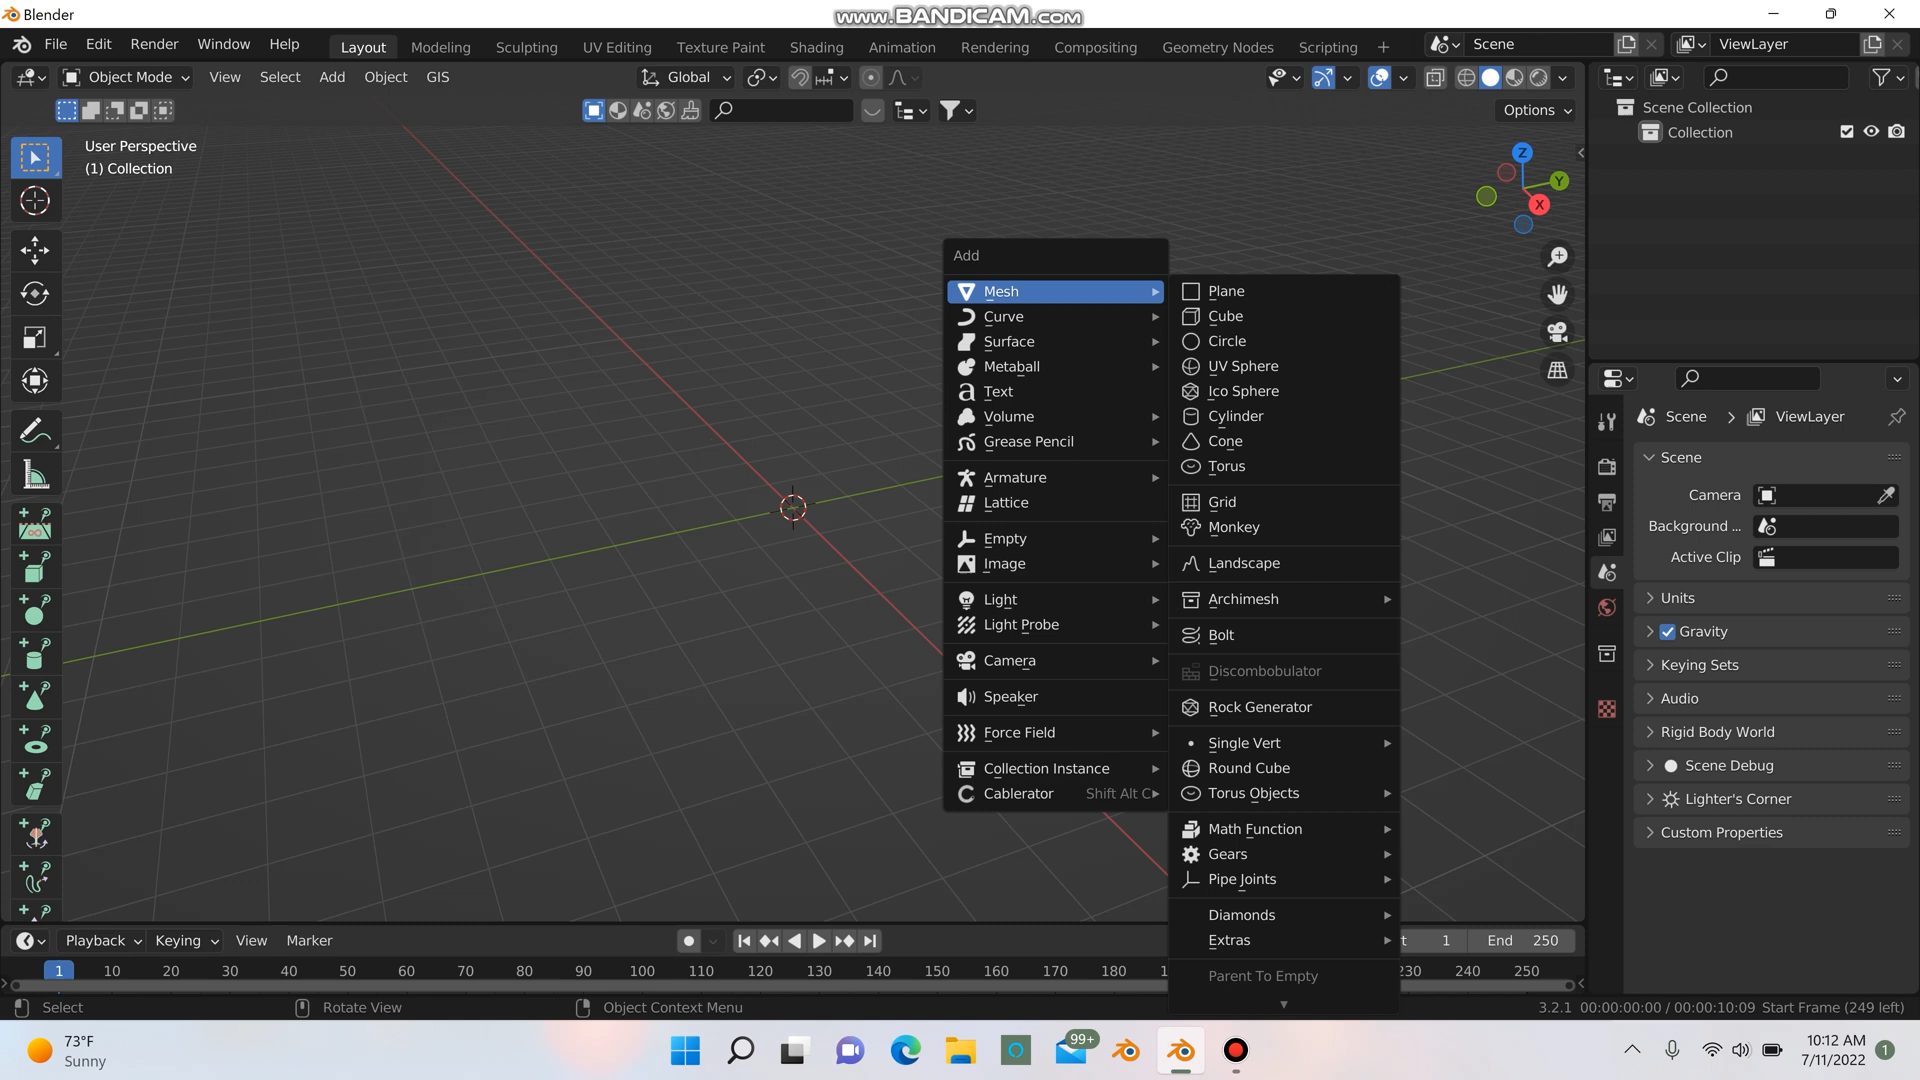 Blender
www.BANDICAM.com
File Edit Render Window Help Layout Modeling Sculpting UV Editing Texture Paint Shading Animation Rendering Compositing Geometry Nodes Scripting + Scene ViewLayer
Object Mode View Select Add Object GIS Global
Options
User Perspective
(1) Collection
Z
Y
X
Scene Collection
Collection
Add
Mesh
Curve
Surface
Metaball
Text
Volume
Grease Pencil
Armature
Lattice
Empty
Image
Light
Light Probe
Camera
Speaker
Force Field
Collection Instance
Cablerator Shift Alt C
Plane
Cube
Circle
UV Sphere
Ico Sphere
Cylinder
Cone
Torus
Grid
Monkey
Landscape
Archimesh
Bolt
Discombobulator
Rock Generator
Single Vert
Round Cube
Torus Objects
Math Function
Gears
Pipe Joints
Diamonds
Extras
Parent To Empty
Scene > ViewLayer
Scene
Camera
Background ...
Active Clip
Units
Gravity
Keying Sets
Audio
Rigid Body World
Scene Debug
Lighter's Corner
Custom Properties
Playback Keying View Marker
t 1 End 250
1 10 20 30 40 50 60 70 80 90 100 110 120 130 140 150 160 170 180 1 230 240 250
Select Rotate View Object Context Menu
3.2.1 00:00:00:00 / 00:00:10:09 Start Frame (249 left)
73°F
Sunny
99+
10:12 AM
7/11/2022
1